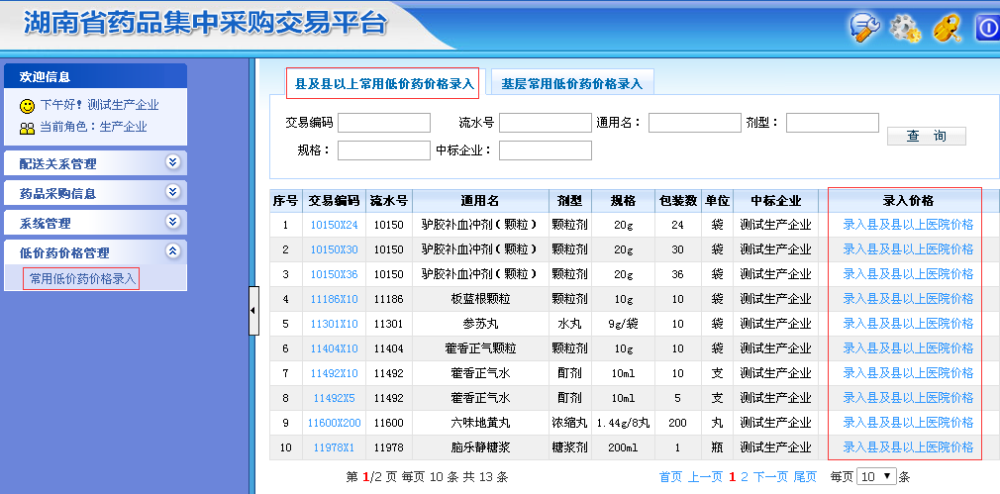 湖南省药品集中采购交易平台
欢迎信息
下午好! 测试生产企业
当前角色：生产企业
配送关系管理
药品采购信息
系统管理
低价药价格管理
常用低价药价格录入
县及县以上常用低价药价格录入 基层常用低价药价格录入
交易编码 流水号 通用名： 剂型：
规格： 中标企业： 查 询
序号 交易编码 流水号 通用名 剂型 规格 包装数 单位 中标企业 录入价格
1 10150X24 10150 驴胶补血冲剂(颗粒) 颗粒剂 20g 24 袋 测试生产企业 录入县及县以上医院价格
2 10150X30 10150 驴胶补血冲剂(颗粒) 颗粒剂 20g 30 袋 测试生产企业 录入县及县以上医院价格
3 10150X36 10150 驴胶补血冲剂(颗粒) 颗粒剂 20g 36 袋 测试生产企业 录入县及县以上医院价格
4 11186X10 11186 板蓝根颗粒 颗粒剂 10g 10 袋 测试生产企业 录入县及县以上医院价格
5 11301X10 11301 参苏丸 水丸 9g/袋 10 袋 测试生产企业 录入县及县以上医院价格
6 11404X10 11404 藿香正气颗粒 颗粒剂 10g 10 袋 测试生产企业 录入县及县以上医院价格
7 11492X10 11492 藿香正气水 酊剂 10ml 10 支 测试生产企业 录入县及县以上医院价格
8 11492X5 11492 藿香正气水 酊剂 10ml 5 支 测试生产企业 录入县及县以上医院价格
9 11600X200 11600 六味地黄丸 浓缩丸 1.44g/8丸 200 丸 测试生产企业 录入县及县以上医院价格
10 11978X1 11978 脑乐静糖浆 糖浆剂 200ml 1 瓶 测试生产企业 录入县及县以上医院价格
第 1/2 页 每页 10 条 共 13 条 首页 上一页 1 2 下一页 尾页 每页 10 条